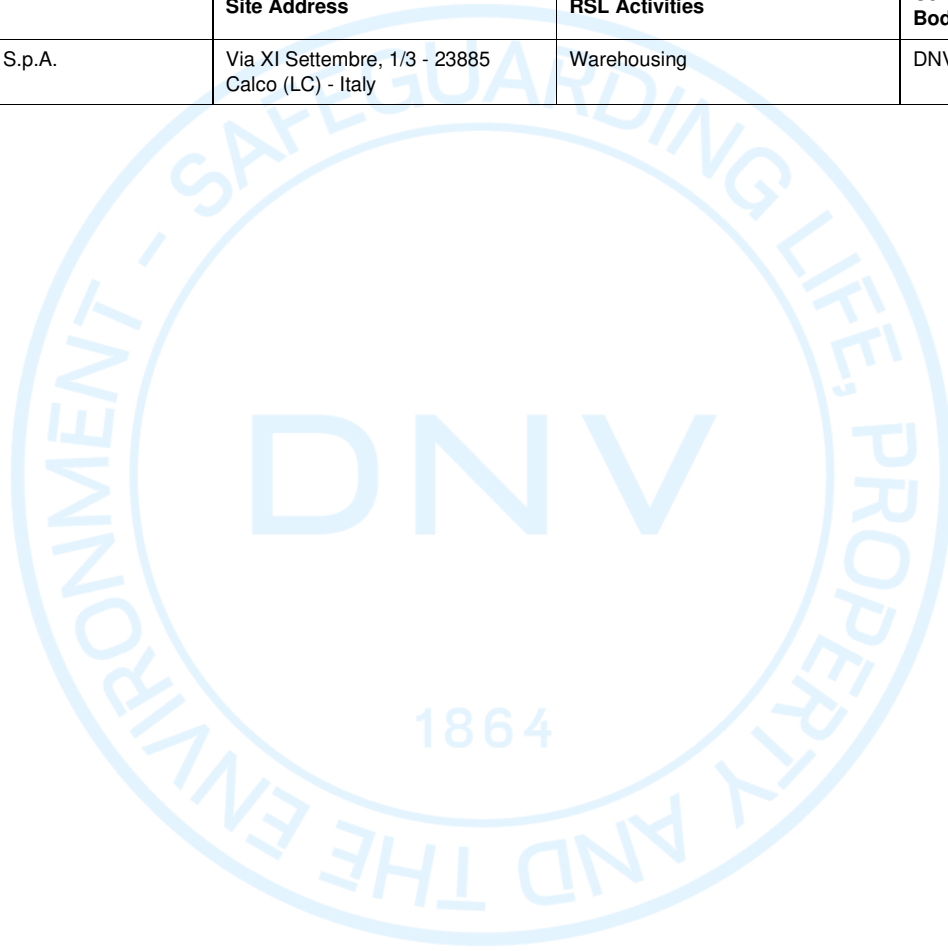 Site Address
RSL Activities
S.p.A.
Via XI Settembre, 1/3 - 23885
Calco (LC) - Italy
Warehousing
DNV
SAFEGUARDING LIFE, PROPERTY AND THE ENVIRONMENT -
DNV
1864